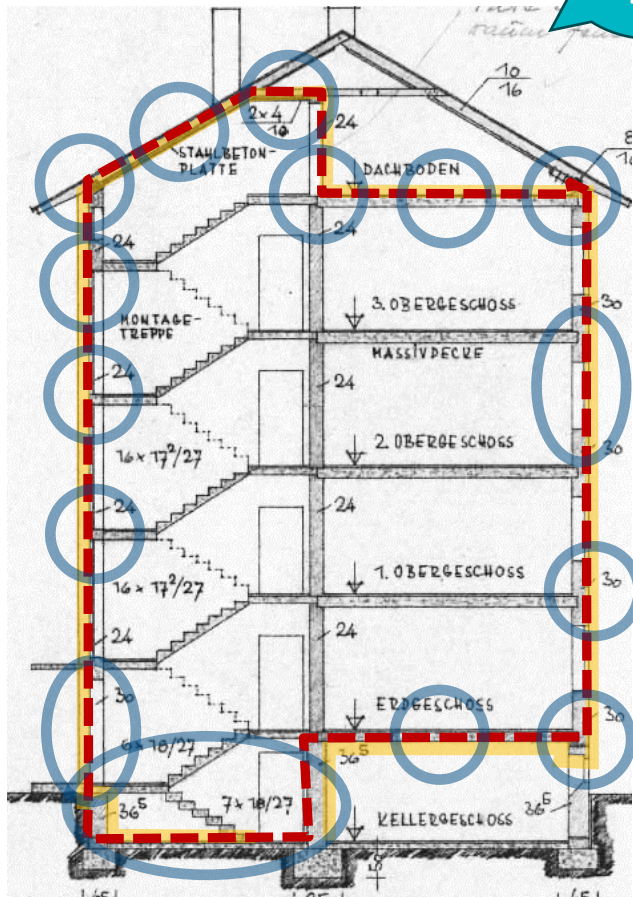 10
16
8
2x4
10
24
STAHLBETON-
PLATTE
DACHBODEN
24
24
30
3. OBERGESCHOSS
MONTAGE-
TREPPE
MASSIVDECKE
24
24
16 x 17²/27
2. OBERGESCHOSS
30
24
24
16 x 17²/27
1. OBERGESCHOSS
30
24
24
30
ERDGESCHOSS
30
6 x 18/27
36⁵
36⁵
7 x 18/27
KELLERGESCHOSS
36⁵
50